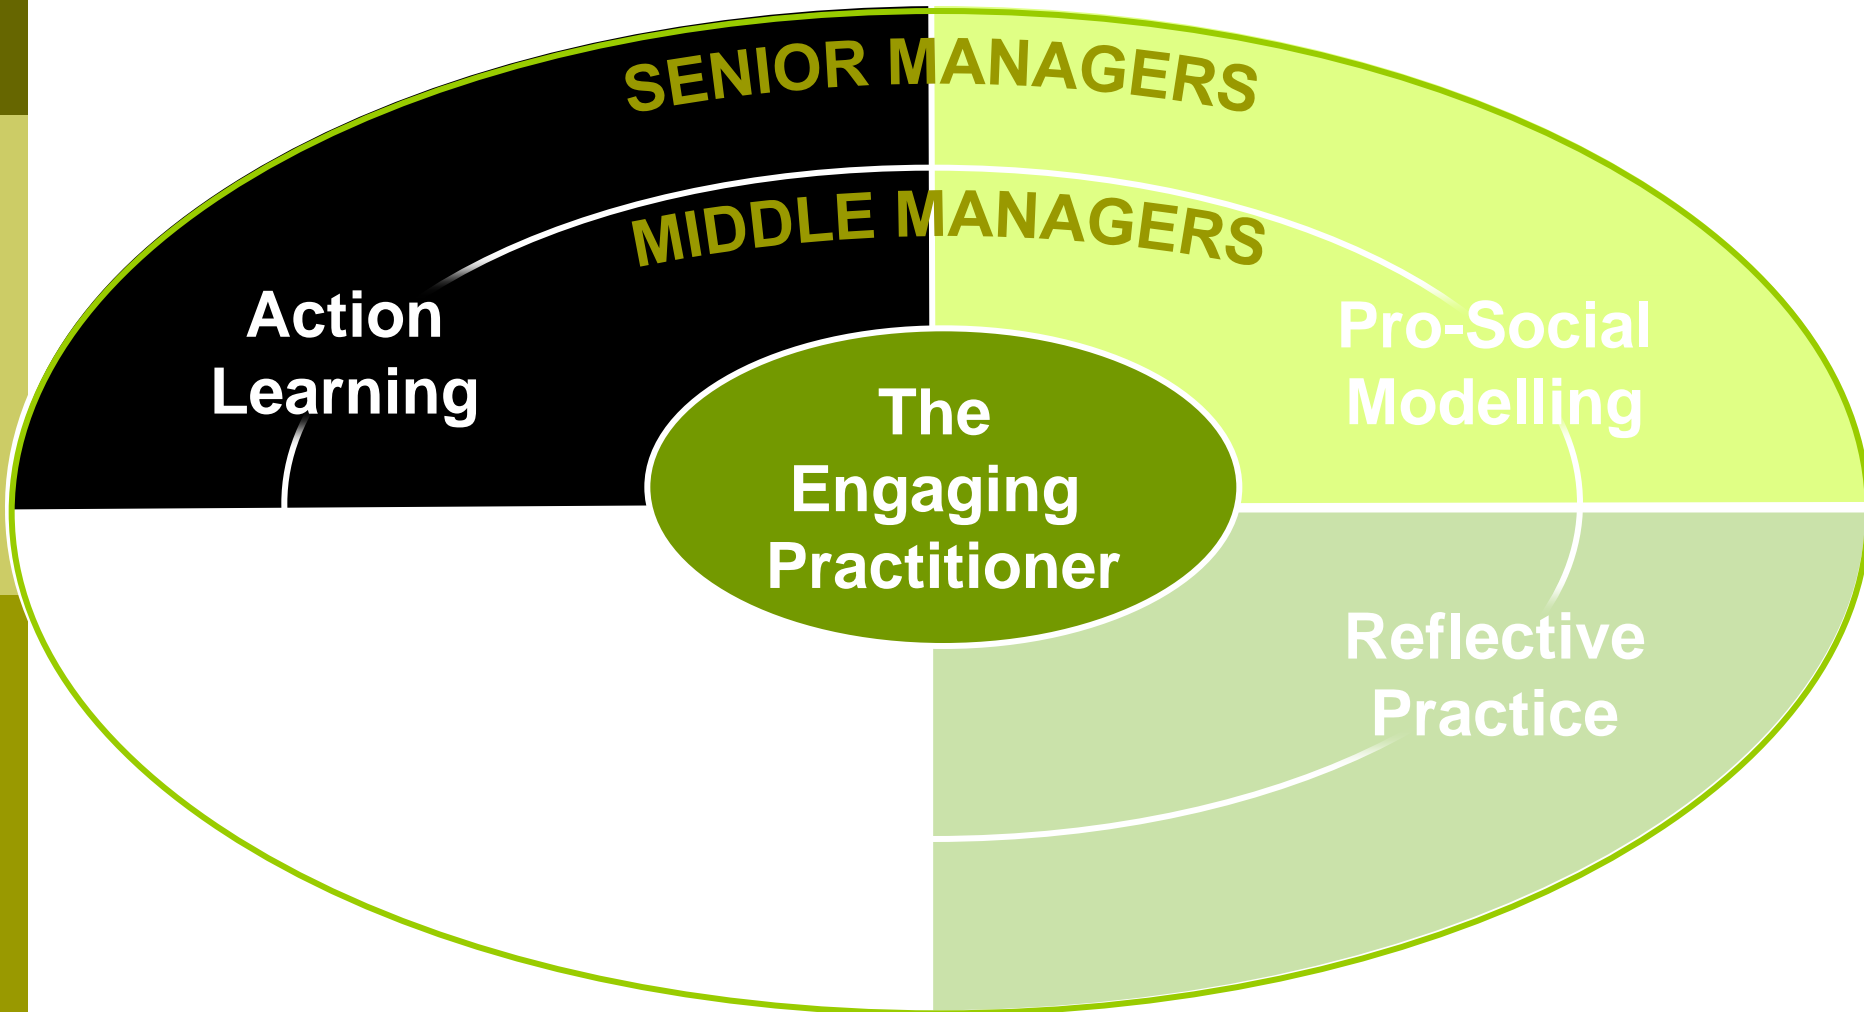 SENIOR MANAGERS
MIDDLE MANAGERS
Action
Learning
Pro-Social
Modelling
The
Engaging
Practitioner
Reflective
Practice